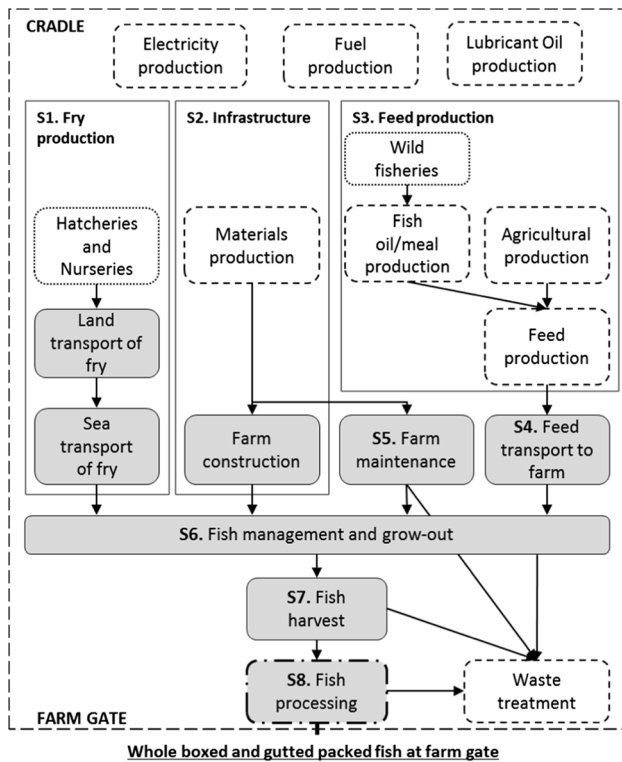 CRADLE
Electricity
production
Fuel
production
Lubricant Oil
production
S1. Fry
production
S2. Infrastructure
S3. Feed production
Wild
fisheries
Hatcheries
and
Nurseries
Materials
production
Fish
oil/meal
production
Agricultural
production
Land
transport of
fry
Feed
production
Sea
transport
of fry
Farm
construction
S5. Farm
maintenance
S4. Feed
transport to
farm
S6. Fish management and grow-out
S7. Fish
harvest
S8. Fish
processing
Waste
treatment
FARM GATE
Whole boxed and gutted packed fish at farm gate